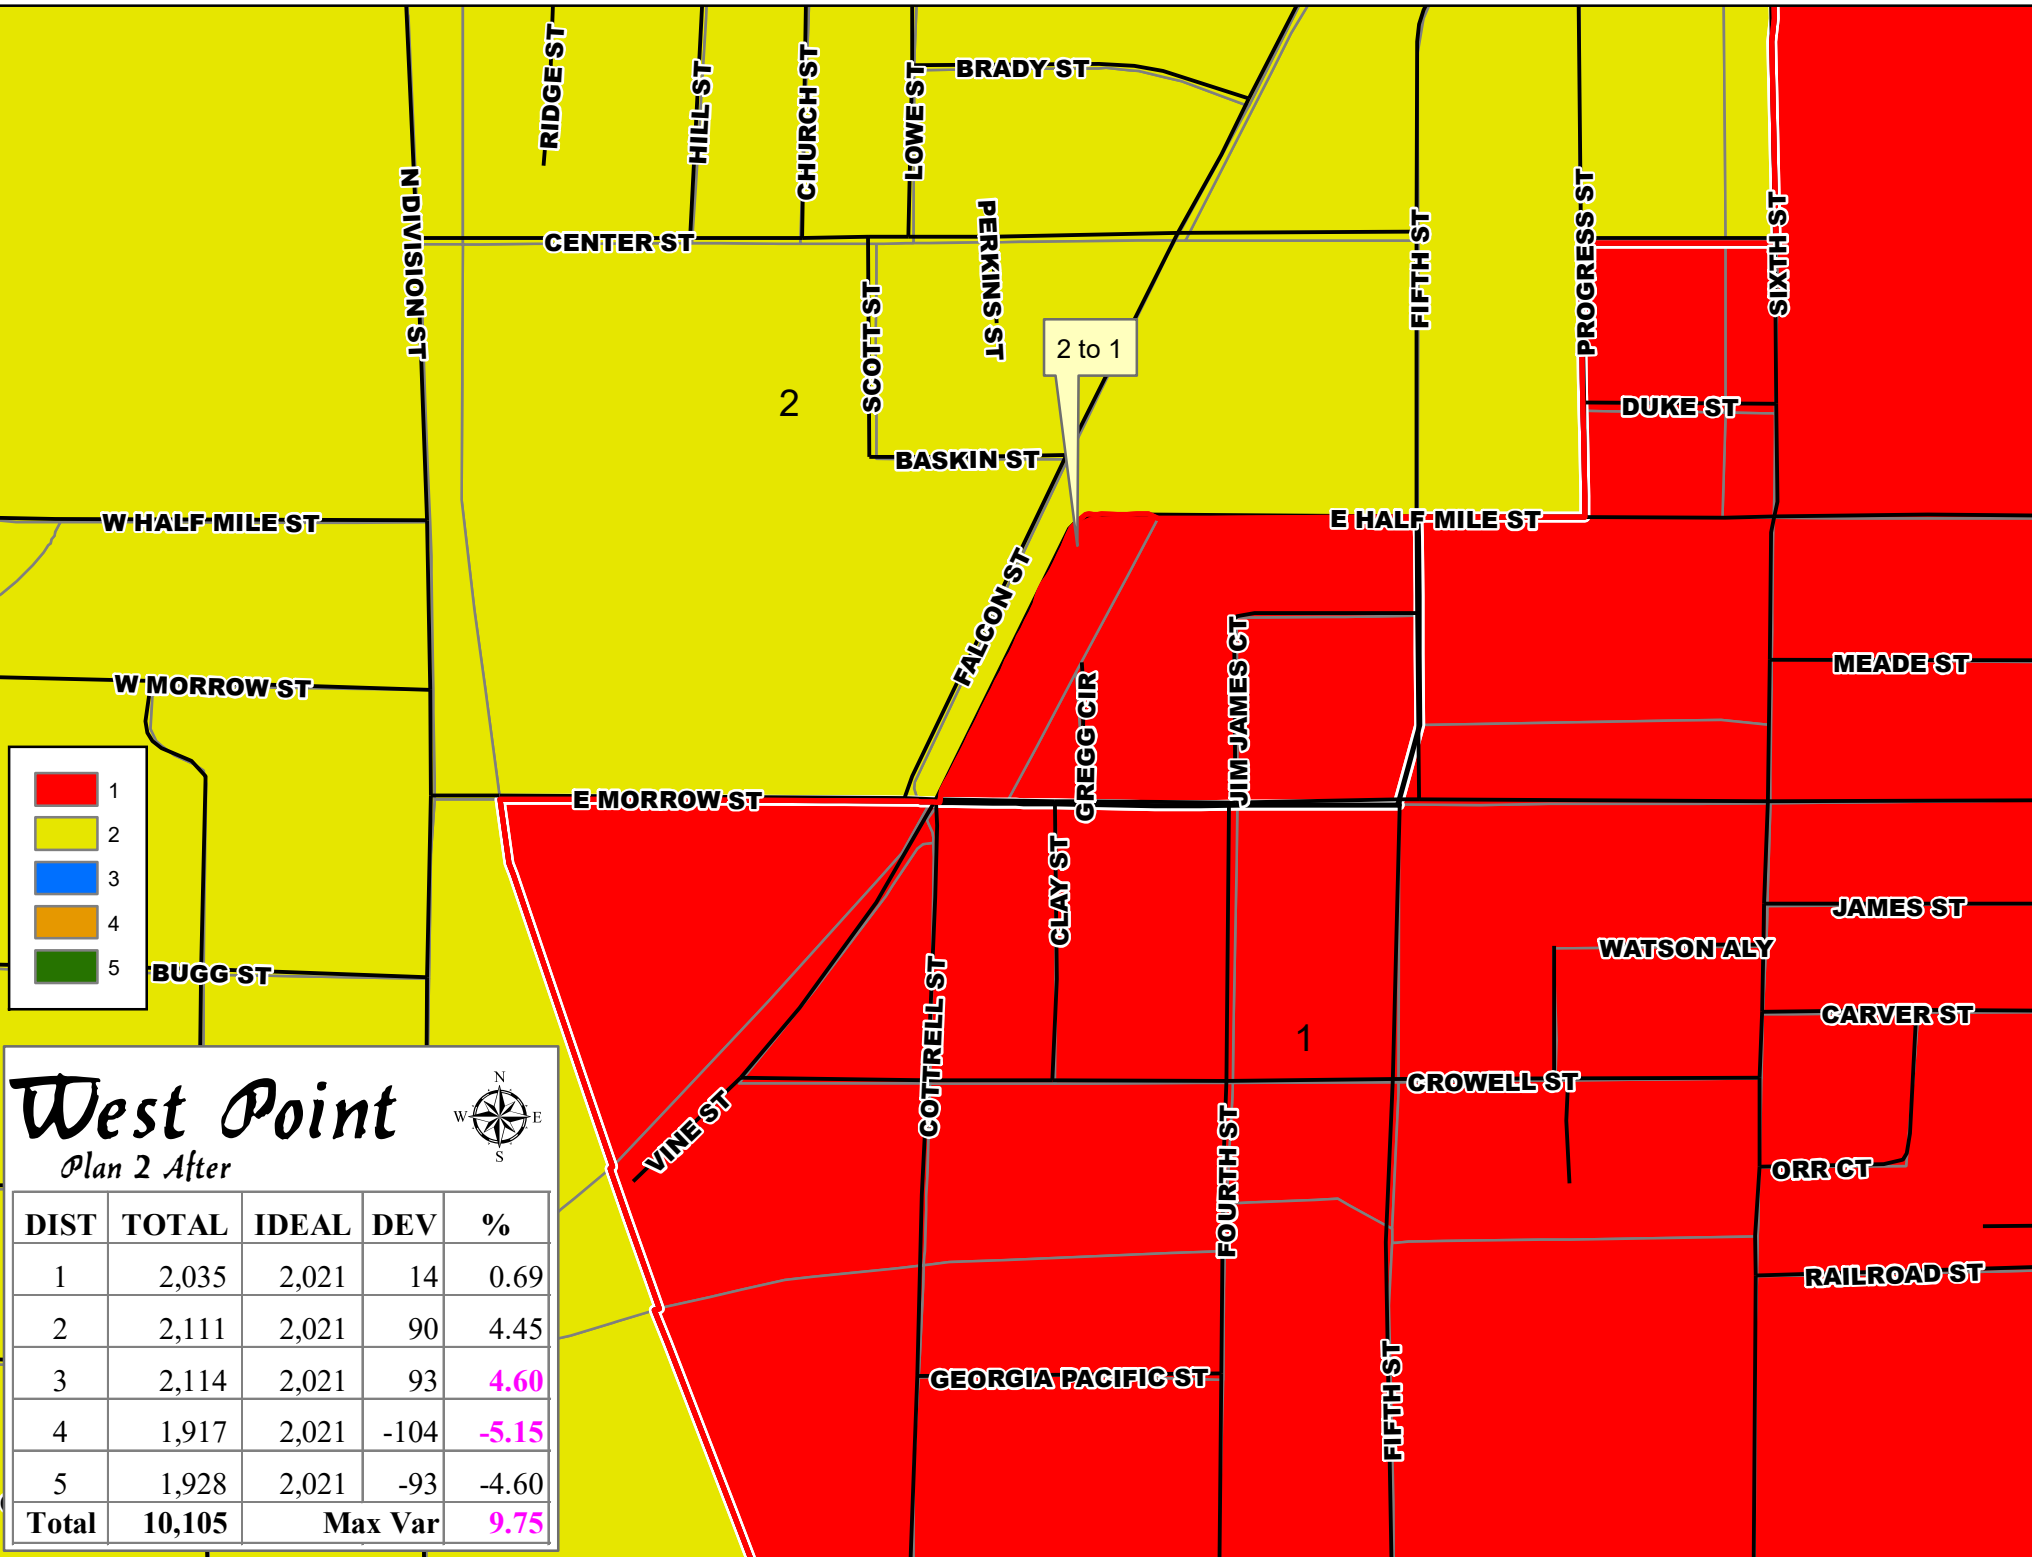 RIDGE ST
HILL ST
CHURCH ST
LOWE ST
BRADY ST
N DIVISION ST
CENTER ST
PERKINS ST
SCOTT ST
FIFTH ST
PROGRESS ST
SIXTH ST
2 to 1
2
DUKE ST
BASKIN ST
W HALF MILE ST
E HALF MILE ST
FALCON ST
W MORROW ST
GREGG CIR
JIM JAMES CT
MEADE ST
E MORROW ST
1
2
3
4
5
CLAY ST
JAMES ST
WATSON ALY
BUGG ST
COTTRELL ST
CARVER ST
1
CROWELL ST
VINE ST
FOURTH ST
ORR CT
RAILROAD ST
GEORGIA PACIFIC ST
FIFTH ST
West Point
N
W E
S
Plan 2 After
DIST TOTAL IDEAL DEV %
1 2,035 2,021 14 0.69
2 2,111 2,021 90 4.45
3 2,114 2,021 93 4.60
4 1,917 2,021 -104 -5.15
5 1,928 2,021 -93 -4.60
Total 10,105 Max Var 9.75